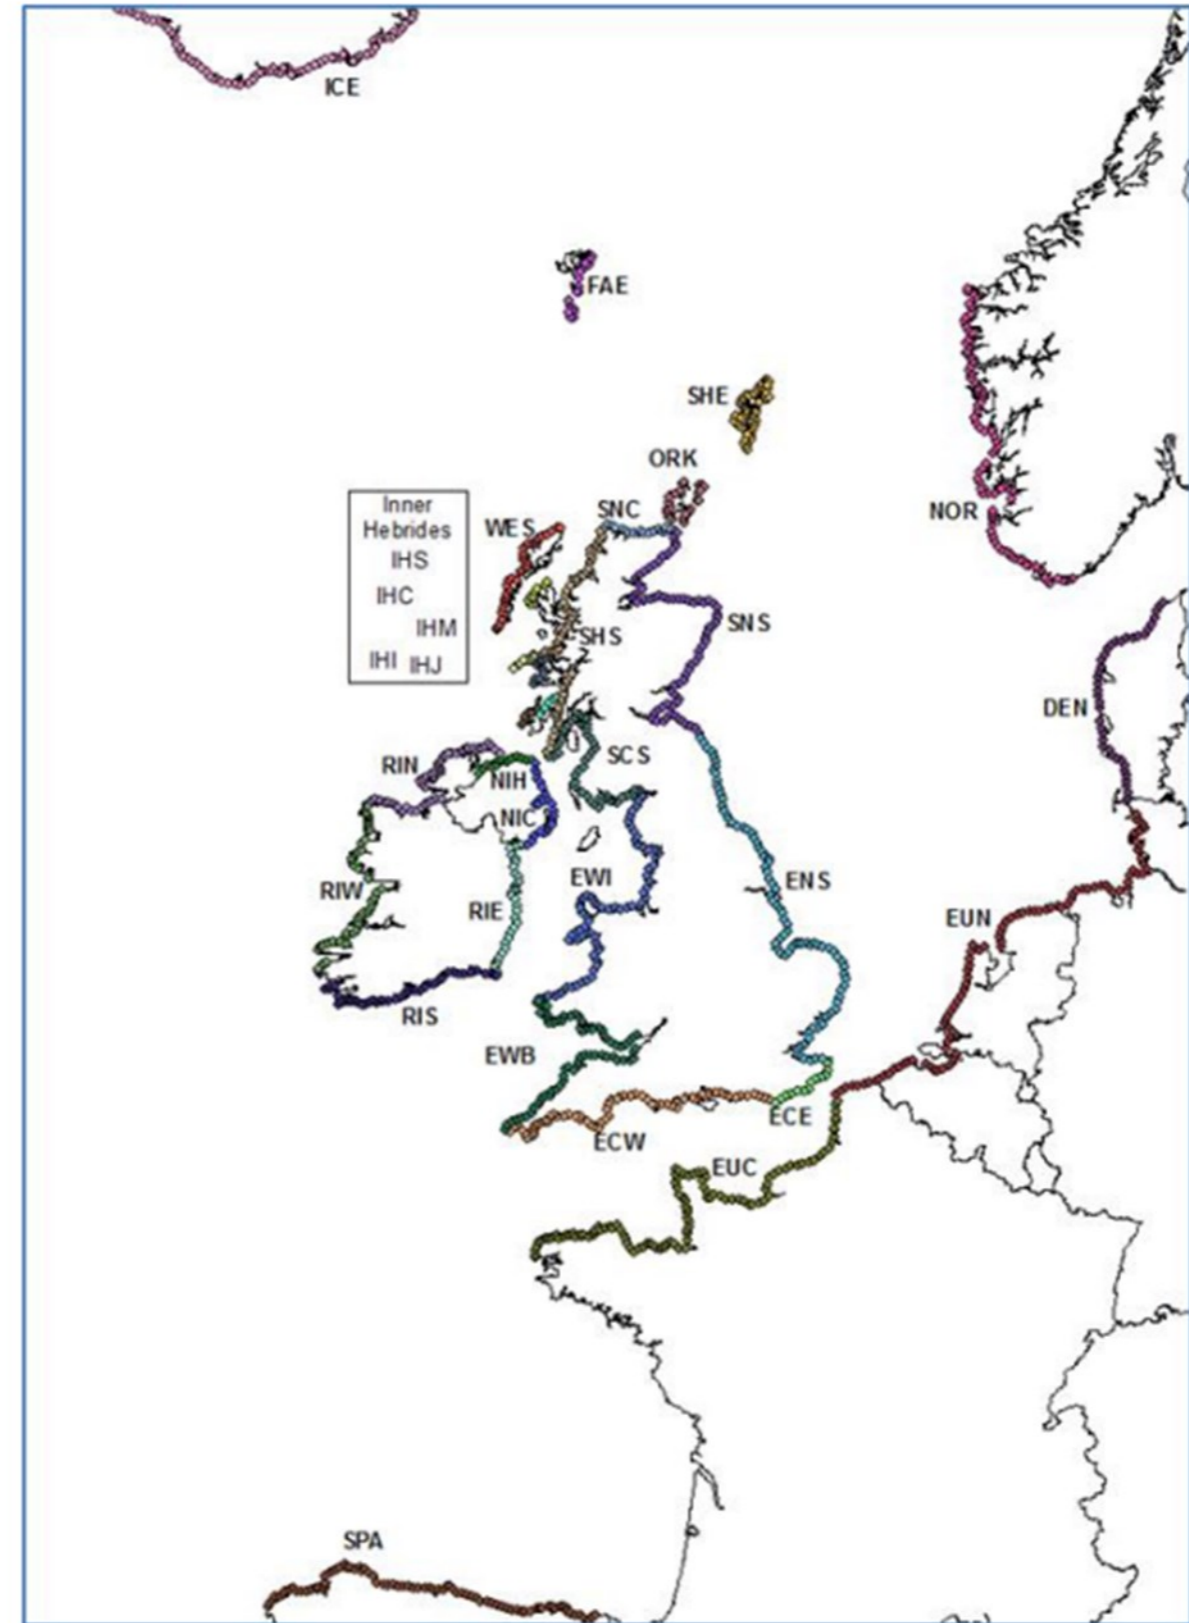 ICE
FAE
SHE
ORK
NOR
Inner
Hebrides
IHS
IHC
IHM
IHI IHJ
WES
SNC
SHS
SNS
DEN
RIN
NIH
SCS
NIC
RIW
RIE
EWI
ENS
EUN
RIS
EWB
ECE
ECW
EUC
SPA